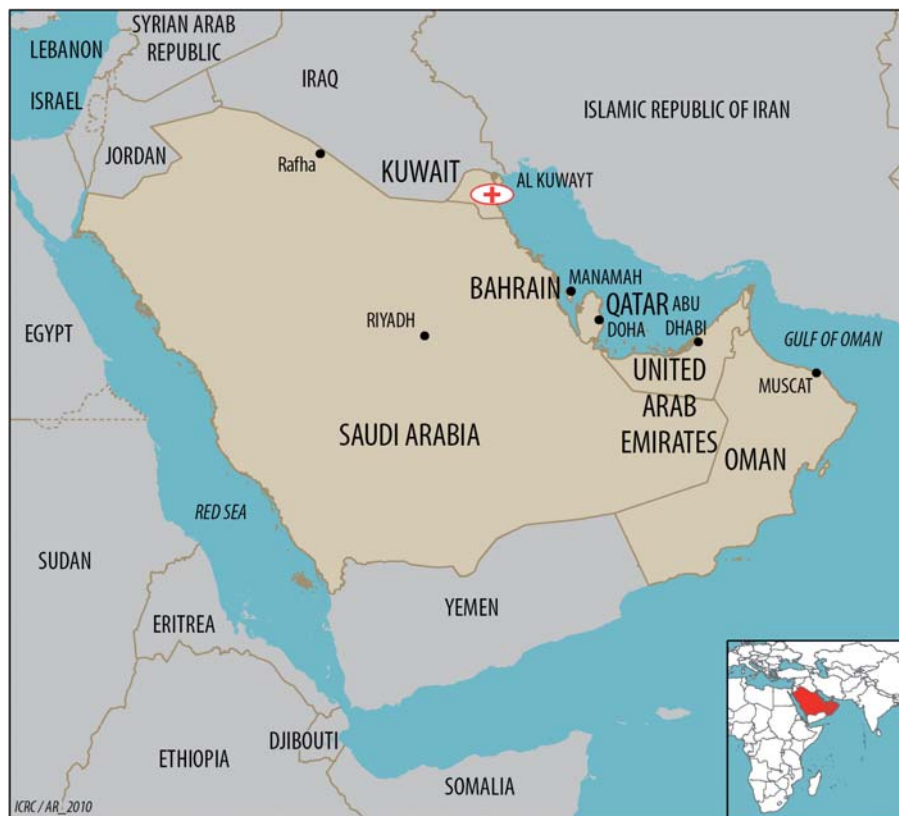 SYRIAN ARAB
REPUBLIC
LEBANON
ISRAEL
IRAQ
ISLAMIC REPUBLIC OF IRAN
JORDAN
Rafha
KUWAIT
AL KUWAYT
BAHRAIN
MANAMAH
QATAR
ABU
DHABI
DOHA
EGYPT
RIYADH
GULF OF OMAN
UNITED
ARAB
EMIRATES
MUSCAT
SAUDI ARABIA
OMAN
RED SEA
SUDAN
YEMEN
ERITREA
DJIBOUTI
ETHIOPIA
SOMALIA
ICRC / AR_2010